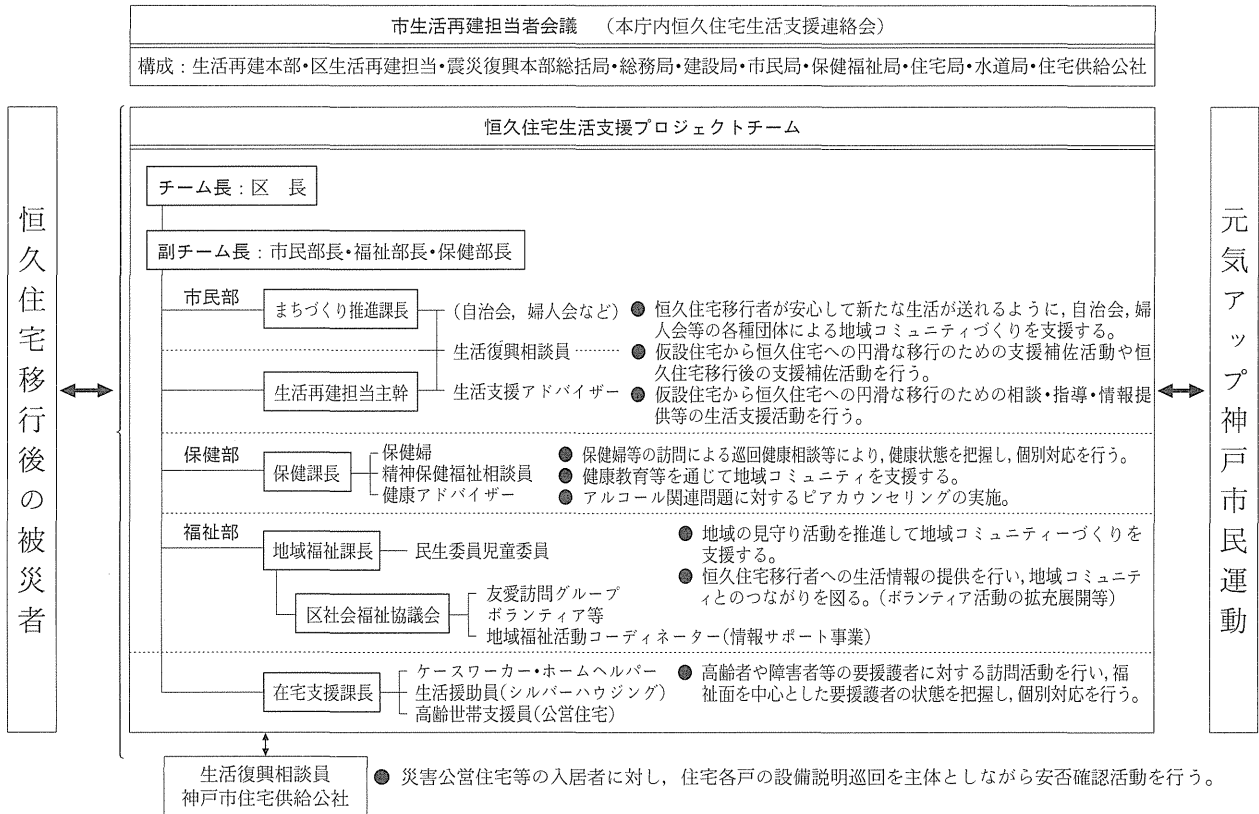 市生活再建担当者会議 （本庁内恒久住宅生活支援連絡会）
構成：生活再建本部・区生活再建担当・震災復興本部総括局・総務局・建設局・市民局・保健福祉局・住宅局・水道局・住宅供給公社
恒久住宅移行後の被災者
恒久住宅生活支援プロジェクトチーム
チーム長：区 長
副チーム長：市民部長・福祉部長・保健部長
市民部
まちづくり推進課長
（自治会，婦人会など）
● 恒久住宅移行者が安心して新たな生活が送れるように，自治会，婦
人会等の各種団体による地域コミュニティづくりを支援する。
生活復興相談員
● 仮設住宅から恒久住宅への円滑な移行のための支援補佐活動や恒
久住宅移行後の支援補佐活動を行う。
生活再建担当主幹
生活支援アドバイザー
● 仮設住宅から恒久住宅への円滑な移行のための相談・指導・情報提
供等の生活支援活動を行う。
保健部
保健課長
保健婦
精神保健福祉相談員
健康アドバイザー
● 保健婦等の訪問による巡回健康相談等により，健康状態を把握し，個別対応を行う。
● 健康教育等を通じて地域コミュニティを支援する。
● アルコール関連問題に対するピアカウンセリングの実施。
福祉部
地域福祉課長
民生委員児童委員
● 地域の見守り活動を推進して地域コミュニティーづくりを
支援する。
● 恒久住宅移行者への生活情報の提供を行い，地域コミュニテ
ィとのつながりを図る。（ボランティア活動の拡充展開等）
区社会福祉協議会
友愛訪問グループ
ボランティア等
地域福祉活動コーディネーター（情報サポート事業）
在宅支援課長
ケースワーカー・ホームヘルパー
生活援助員（シルバーハウジング）
高齢世帯支援員（公営住宅）
● 高齢者や障害者等の要援護者に対する訪問活動を行い，福
祉面を中心とした要援護者の状態を把握し，個別対応を行う。
元気アップ神戸市民運動
生活復興相談員
神戸市住宅供給公社
● 災害公営住宅等の入居者に対し，住宅各戸の設備説明巡回を主体としながら安否確認活動を行う。